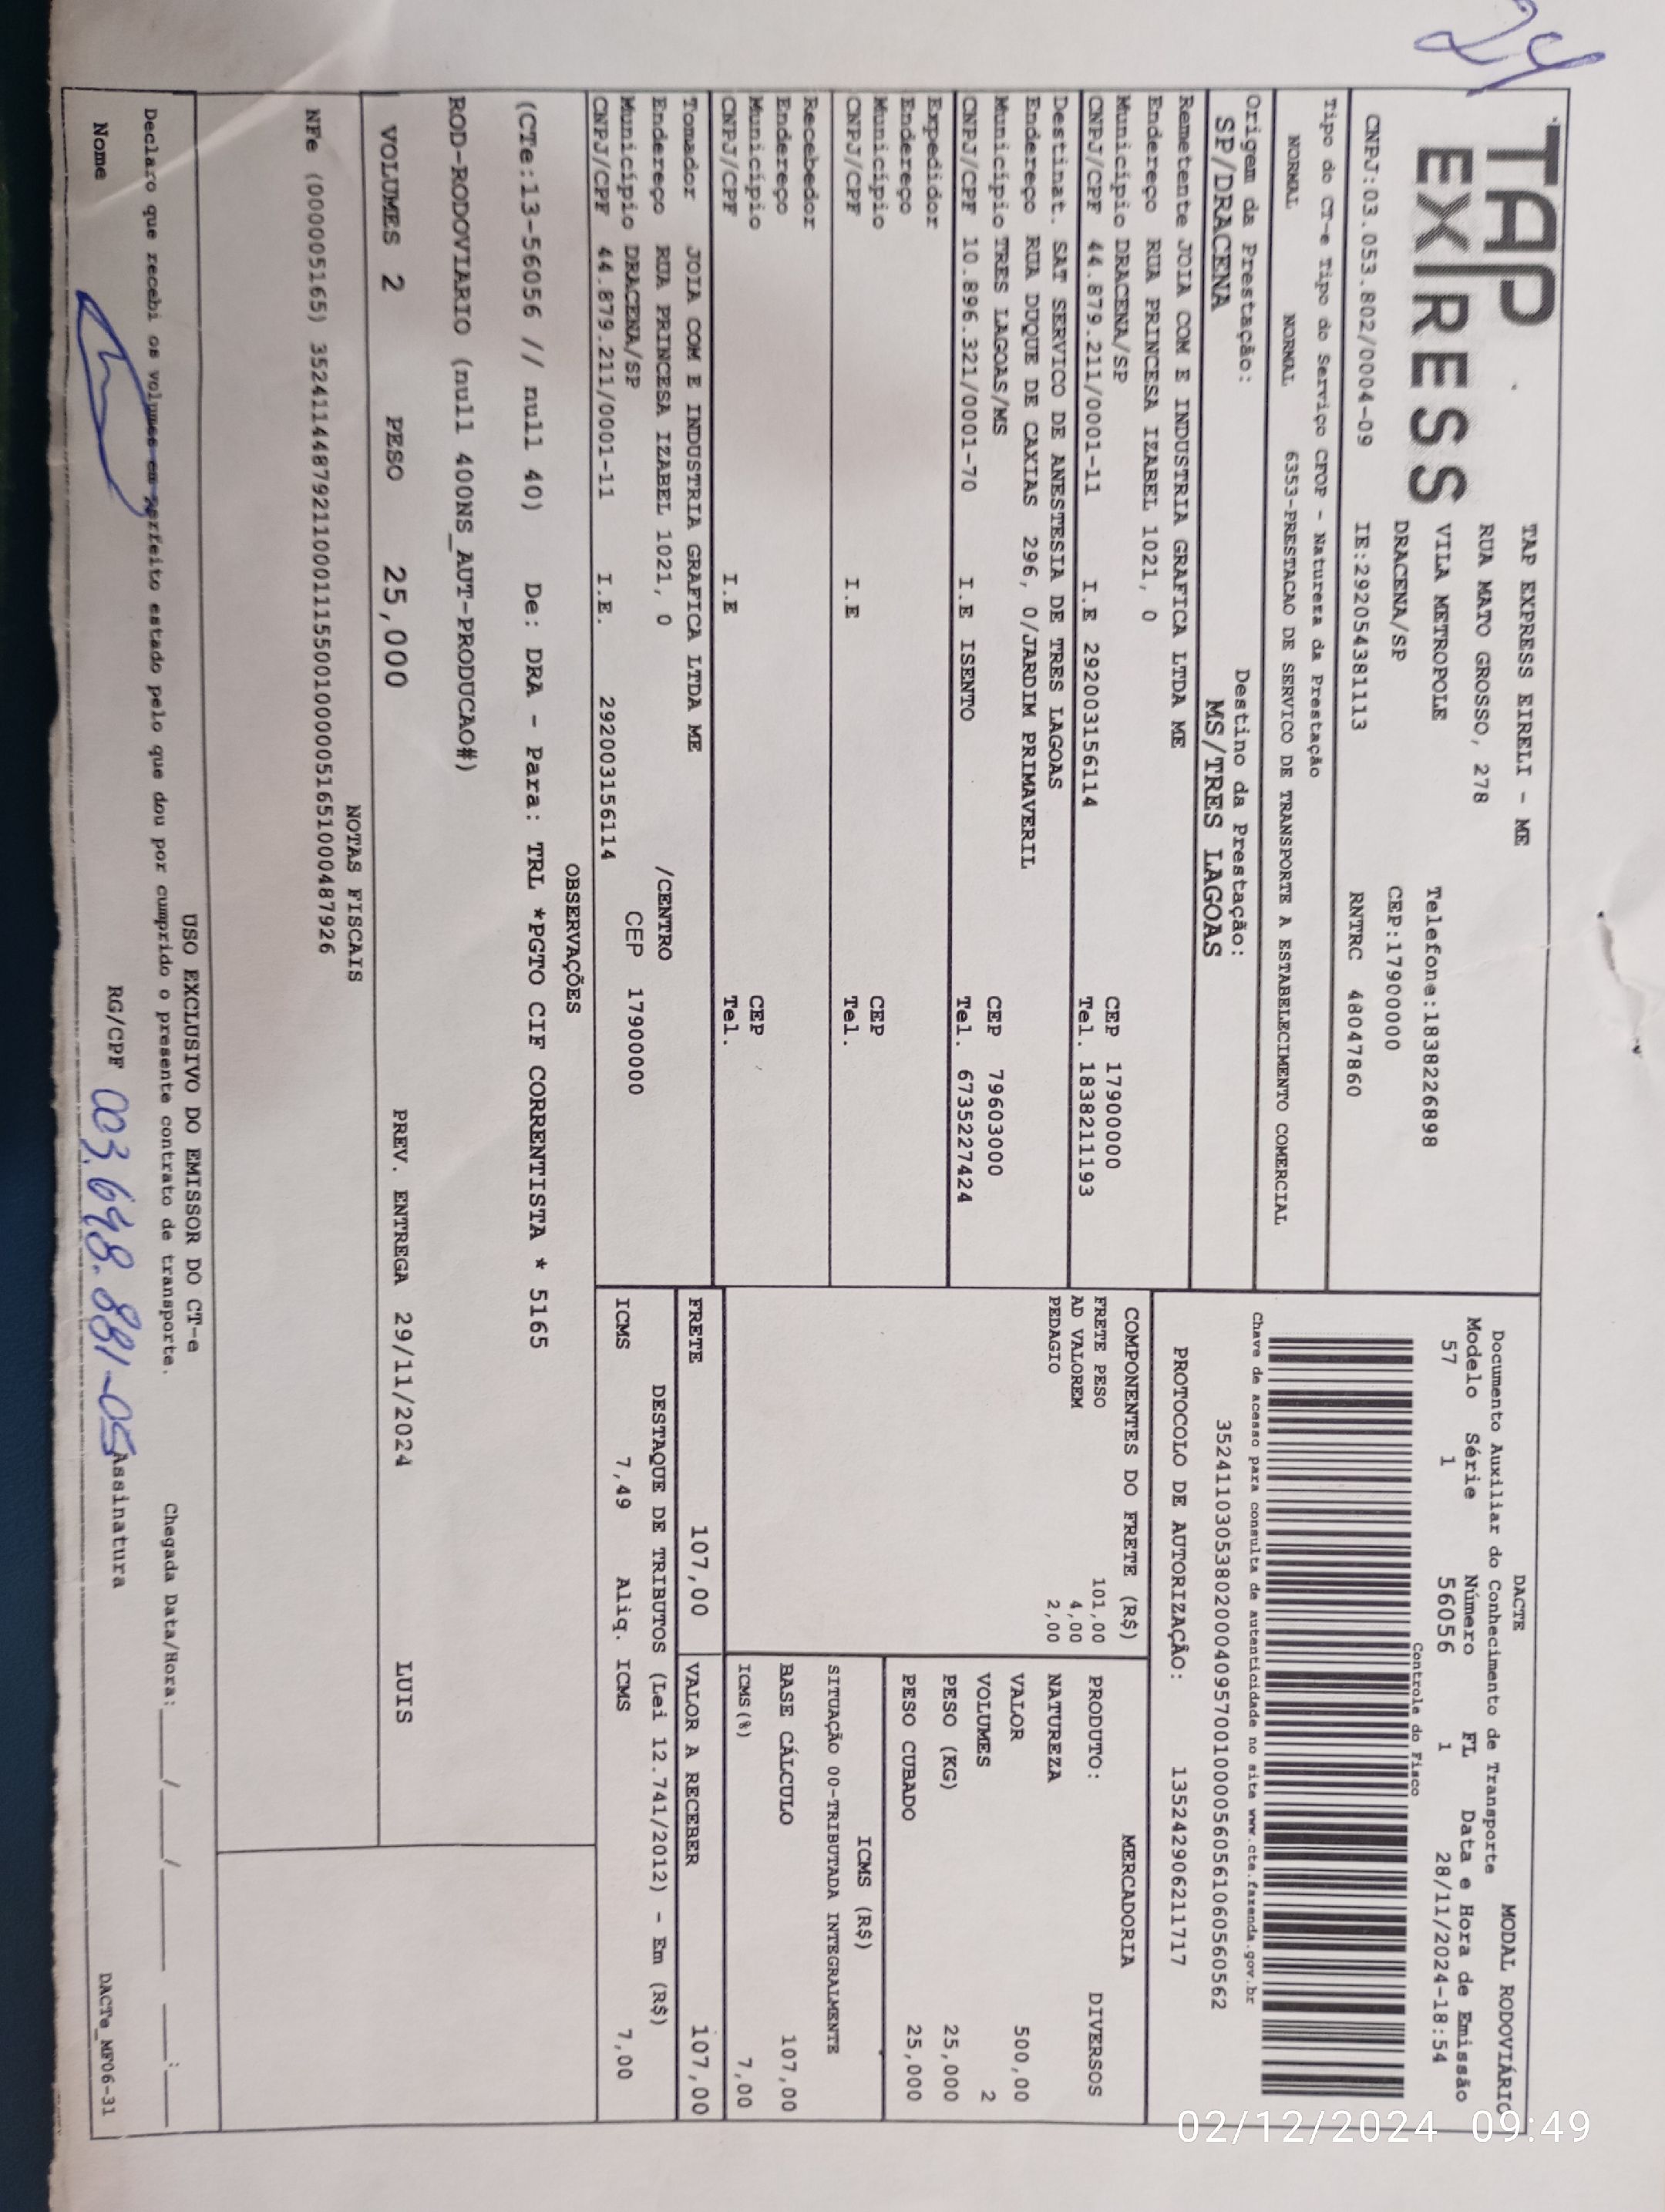 24
TAP
EXPRESS
TAP EXPRESS EIRELI - ME
RUA MATO GROSSO, 278
VILA METROPOLE Telefone:1838226898
DRACENA/SP CEP:17900000
CNPJ:03.053.802/0004-09 IE:292054381113 RNTRC 48047860
Tipo do CT-e Tipo do Serviço CFOP - Natureza da Prestação
NORMAL NORMAL 6353-PRESTACAO DE SERVICO DE TRANSPORTE A ESTABELECIMENTO COMERCIAL
Origem da Prestação: Destino da Prestação:
SP/DRACENA MS/TRES LAGOAS
DACTE MODAL RODOVIÁRIO
Documento Auxiliar do Conhecimento de Transporte
Modelo Série Número FL Data e Hora de Emissão
57 1 56056 1 28/11/2024-18:54
Controle do Fisco
Chave de acesso para consulta de autenticidade no site www.cte.fazenda.gov.br
35241103053802000409570010000560561060560562
PROTOCOLO DE AUTORIZAÇÃO: 135242906211717
Remetente JOIA COM E INDUSTRIA GRAFICA LTDA ME
Endereço RUA PRINCESA IZABEL 1021, 0
Município DRACENA/SP CEP 17900000
CNPJ/CPF 44.879.211/0001-11 I.E 292003156114 Tel. 1838211193
Destinat. SAT SERVICO DE ANESTESIA DE TRES LAGOAS
Endereço RUA DUQUE DE CAXIAS 296, 0/JARDIM PRIMAVERIL
Município TRES LAGOAS/MS CEP 79603000
CNPJ/CPF 10.896.321/0001-70 I.E ISENTO Tel. 6735227424
Expedidor
Endereço
Município CEP
CNPJ/CPF I.E Tel.
Recebedor
Endereço
Município CEP
CNPJ/CPF I.E Tel.
Tomador JOIA COM E INDUSTRIA GRAFICA LTDA ME
Endereço RUA PRINCESA IZABEL 1021, 0 /CENTRO
Município DRACENA/SP CEP 17900000
CNPJ/CPF 44.879.211/0001-11 I.E. 292003156114
COMPONENTES DO FRETE (R$)
FRETE PESO 101,00
AD VALOREM 4,00
PEDAGIO 2,00
MERCADORIA
PRODUTO: DIVERSOS
NATUREZA
VALOR 500,00
VOLUMES 2
PESO (KG) 25,000
PESO CUBADO 25,000
ICMS (R$)
SITUAÇÃO 00-TRIBUTADA INTEGRALMENTE
BASE CÁLCULO 107,00
ICMS(%) 7,00
FRETE 107,00 VALOR A RECEBER 107,00
DESTAQUE DE TRIBUTOS (Lei 12.741/2012) - Em (R$)
ICMS 7,49 Aliq. ICMS 7,00
OBSERVAÇÕES
(CTe:13-56056 // null 40) De: DRA - Para: TRL *PGTO CIF CORRENTISTA * 5165
ROD-RODOVIARIO (null 400NS_AUT-PRODUCAO#)
VOLUMES 2 PESO 25,000 PREV. ENTREGA 29/11/2024 LUIS
NOTAS FISCAIS
NFe (000005165) 35241144879211000111550010000051651000487926
USO EXCLUSIVO DO EMISSOR DO CT-e
Declaro que recebi os volumes em perfeito estado pelo que dou por cumprido o presente contrato de transporte. Chegada Data/Hora:____/____/______ ___:___
Nome RG/CPF 003.698.881-05 Assinatura
DACTe_MF06-31
02/12/2024 09:49